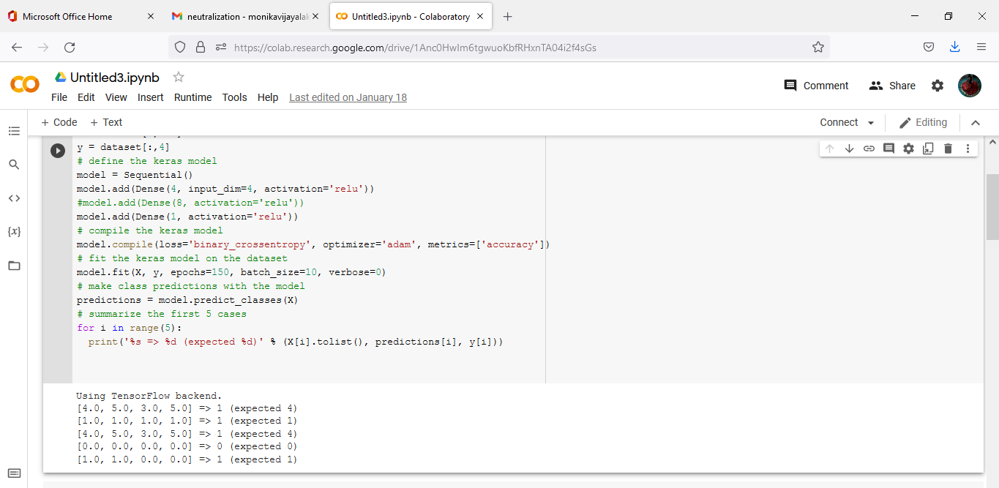 Microsoft Office Home
neutralization - monikavijayalak
Untitled3.ipynb - Colaboratory
https://colab.research.google.com/drive/1Anc0HwIm6tgwuoKbfRHxnTA04i2f4sGs
Untitled3.ipynb
File Edit View Insert Runtime Tools Help Last edited on January 18
Comment
Share
+ Code + Text
Connect
Editing
y = dataset[:,4]
# define the keras model
model = Sequential()
model.add(Dense(4, input_dim=4, activation='relu'))
#model.add(Dense(8, activation='relu'))
model.add(Dense(1, activation='relu'))
# compile the keras model
model.compile(loss='binary_crossentropy', optimizer='adam', metrics=['accuracy'])
# fit the keras model on the dataset
model.fit(X, y, epochs=150, batch_size=10, verbose=0)
# make class predictions with the model
predictions = model.predict_classes(X)
# summarize the first 5 cases
for i in range(5):
  print('%s => %d (expected %d)' % (X[i].tolist(), predictions[i], y[i]))
Using TensorFlow backend.
[4.0, 5.0, 3.0, 5.0] => 1 (expected 4)
[1.0, 1.0, 1.0, 1.0] => 1 (expected 1)
[4.0, 5.0, 3.0, 5.0] => 1 (expected 4)
[0.0, 0.0, 0.0, 0.0] => 0 (expected 0)
[1.0, 1.0, 0.0, 0.0] => 1 (expected 1)